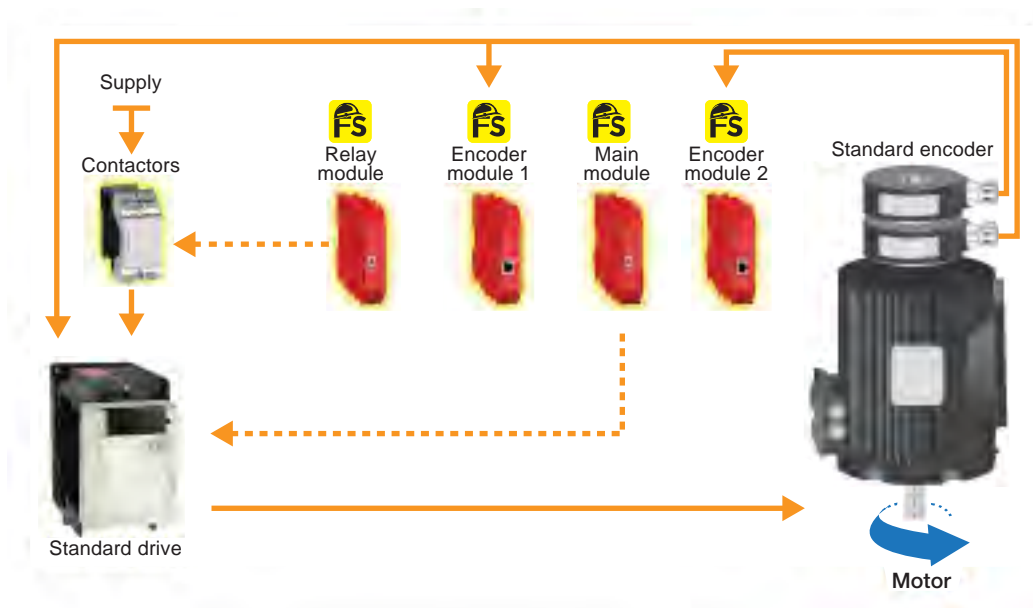 Supply
Contactors
FS
Relay
module
FS
Encoder
module 1
FS
Main
module
FS
Encoder
module 2
Standard encoder
Standard drive
Motor